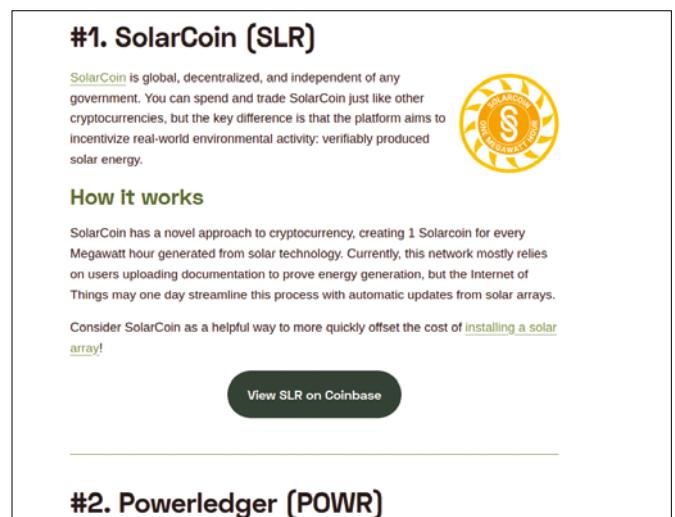 #1. SolarCoin (SLR)
SolarCoin is global, decentralized, and independent of any
government. You can spend and trade SolarCoin just like other
cryptocurrencies, but the key difference is that the platform aims to
incentivize real-world environmental activity: verifiably produced
solar energy.
SOLARCOIN
ONE MEGAWATT HOUR
How it works
SolarCoin has a novel approach to cryptocurrency, creating 1 Solarcoin for every
Megawatt hour generated from solar technology. Currently, this network mostly relies
on users uploading documentation to prove energy generation, but the Internet of
Things may one day streamline this process with automatic updates from solar arrays.
Consider SolarCoin as a helpful way to more quickly offset the cost of installing a solar
array!
View SLR on Coinbase
#2. Powerledger (POWR)